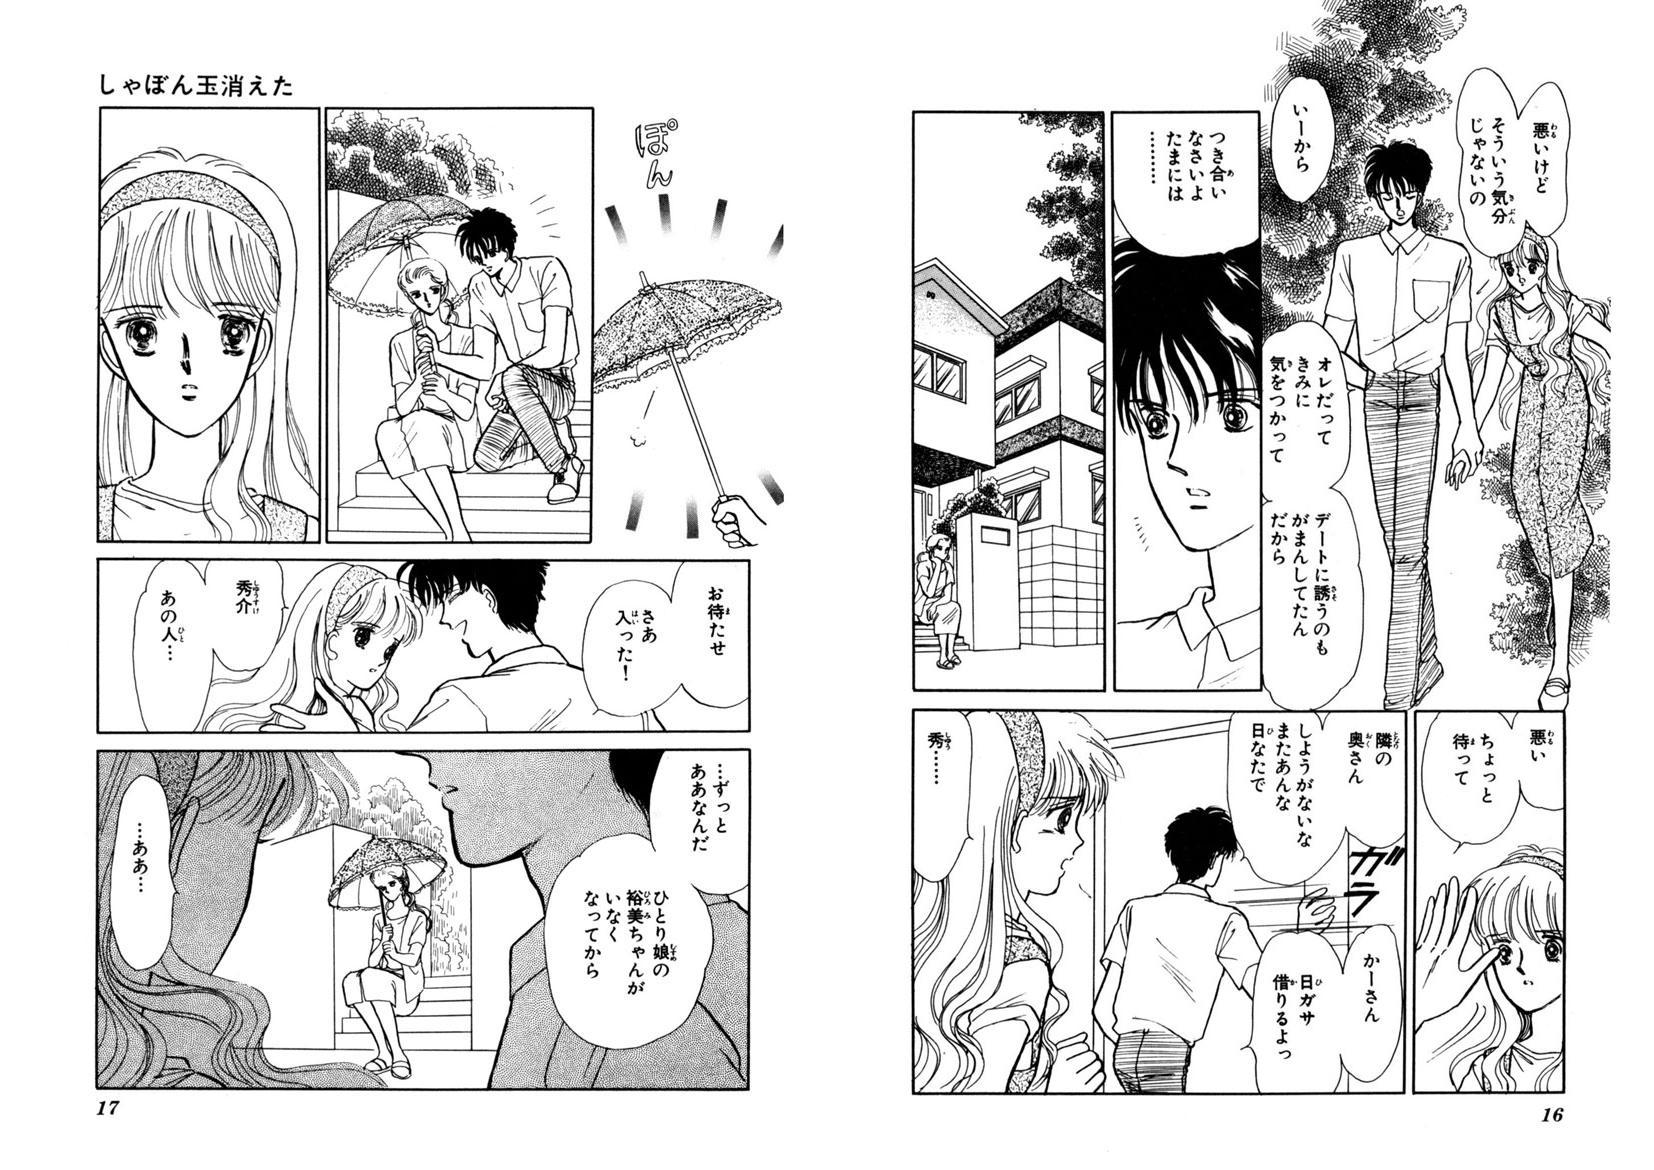 悪いけど
そういう気分
じゃないの
いーから
オレだって
きみに
気をつかって
デートに誘うのも
がまんしてたん
だから
つき合い
なさいよ
たまには
………
悪い
ちょっと
待って
隣の
奥さん
しようがないな
またあんな
日なたで
ガラ
かーさん
日ガサ
借りるよっ
秀……
16
しゃぼん玉消えた
ぽん
お待たせ
さあ
入った！
秀介
あの人…
…ずっと
ああなんだ
ひとり娘の
裕美ちゃんが
いなく
なってから
…ああ…
17